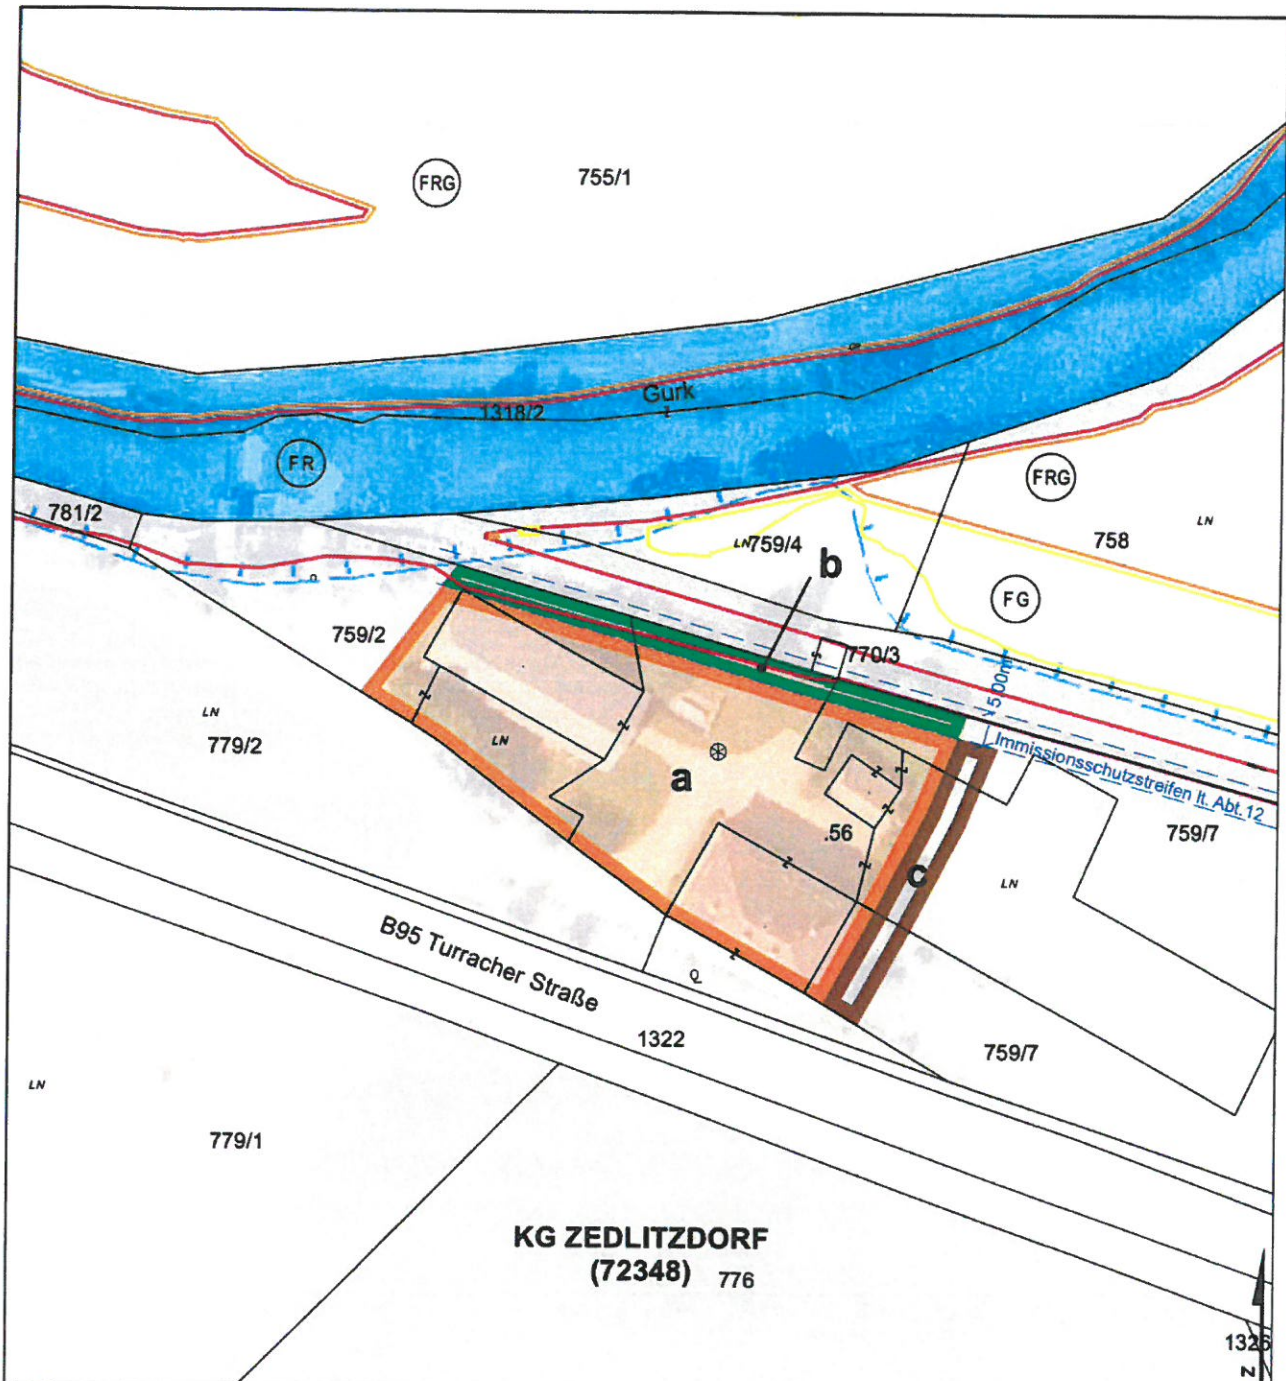 FRG
755/1
Gurk
1318/2
FR
FRG
781/2
LN
758
LN
759/4
b
FG
759/2
770/3
5,00m
LN
779/2
LN
Immissionsschutzstreifen lt. Abt.12
a
759/7
.56
c
LN
B95 Turracher Straße
1322
759/7
LN
779/1
KG ZEDLITZDORF
(72348)
776
1326
N